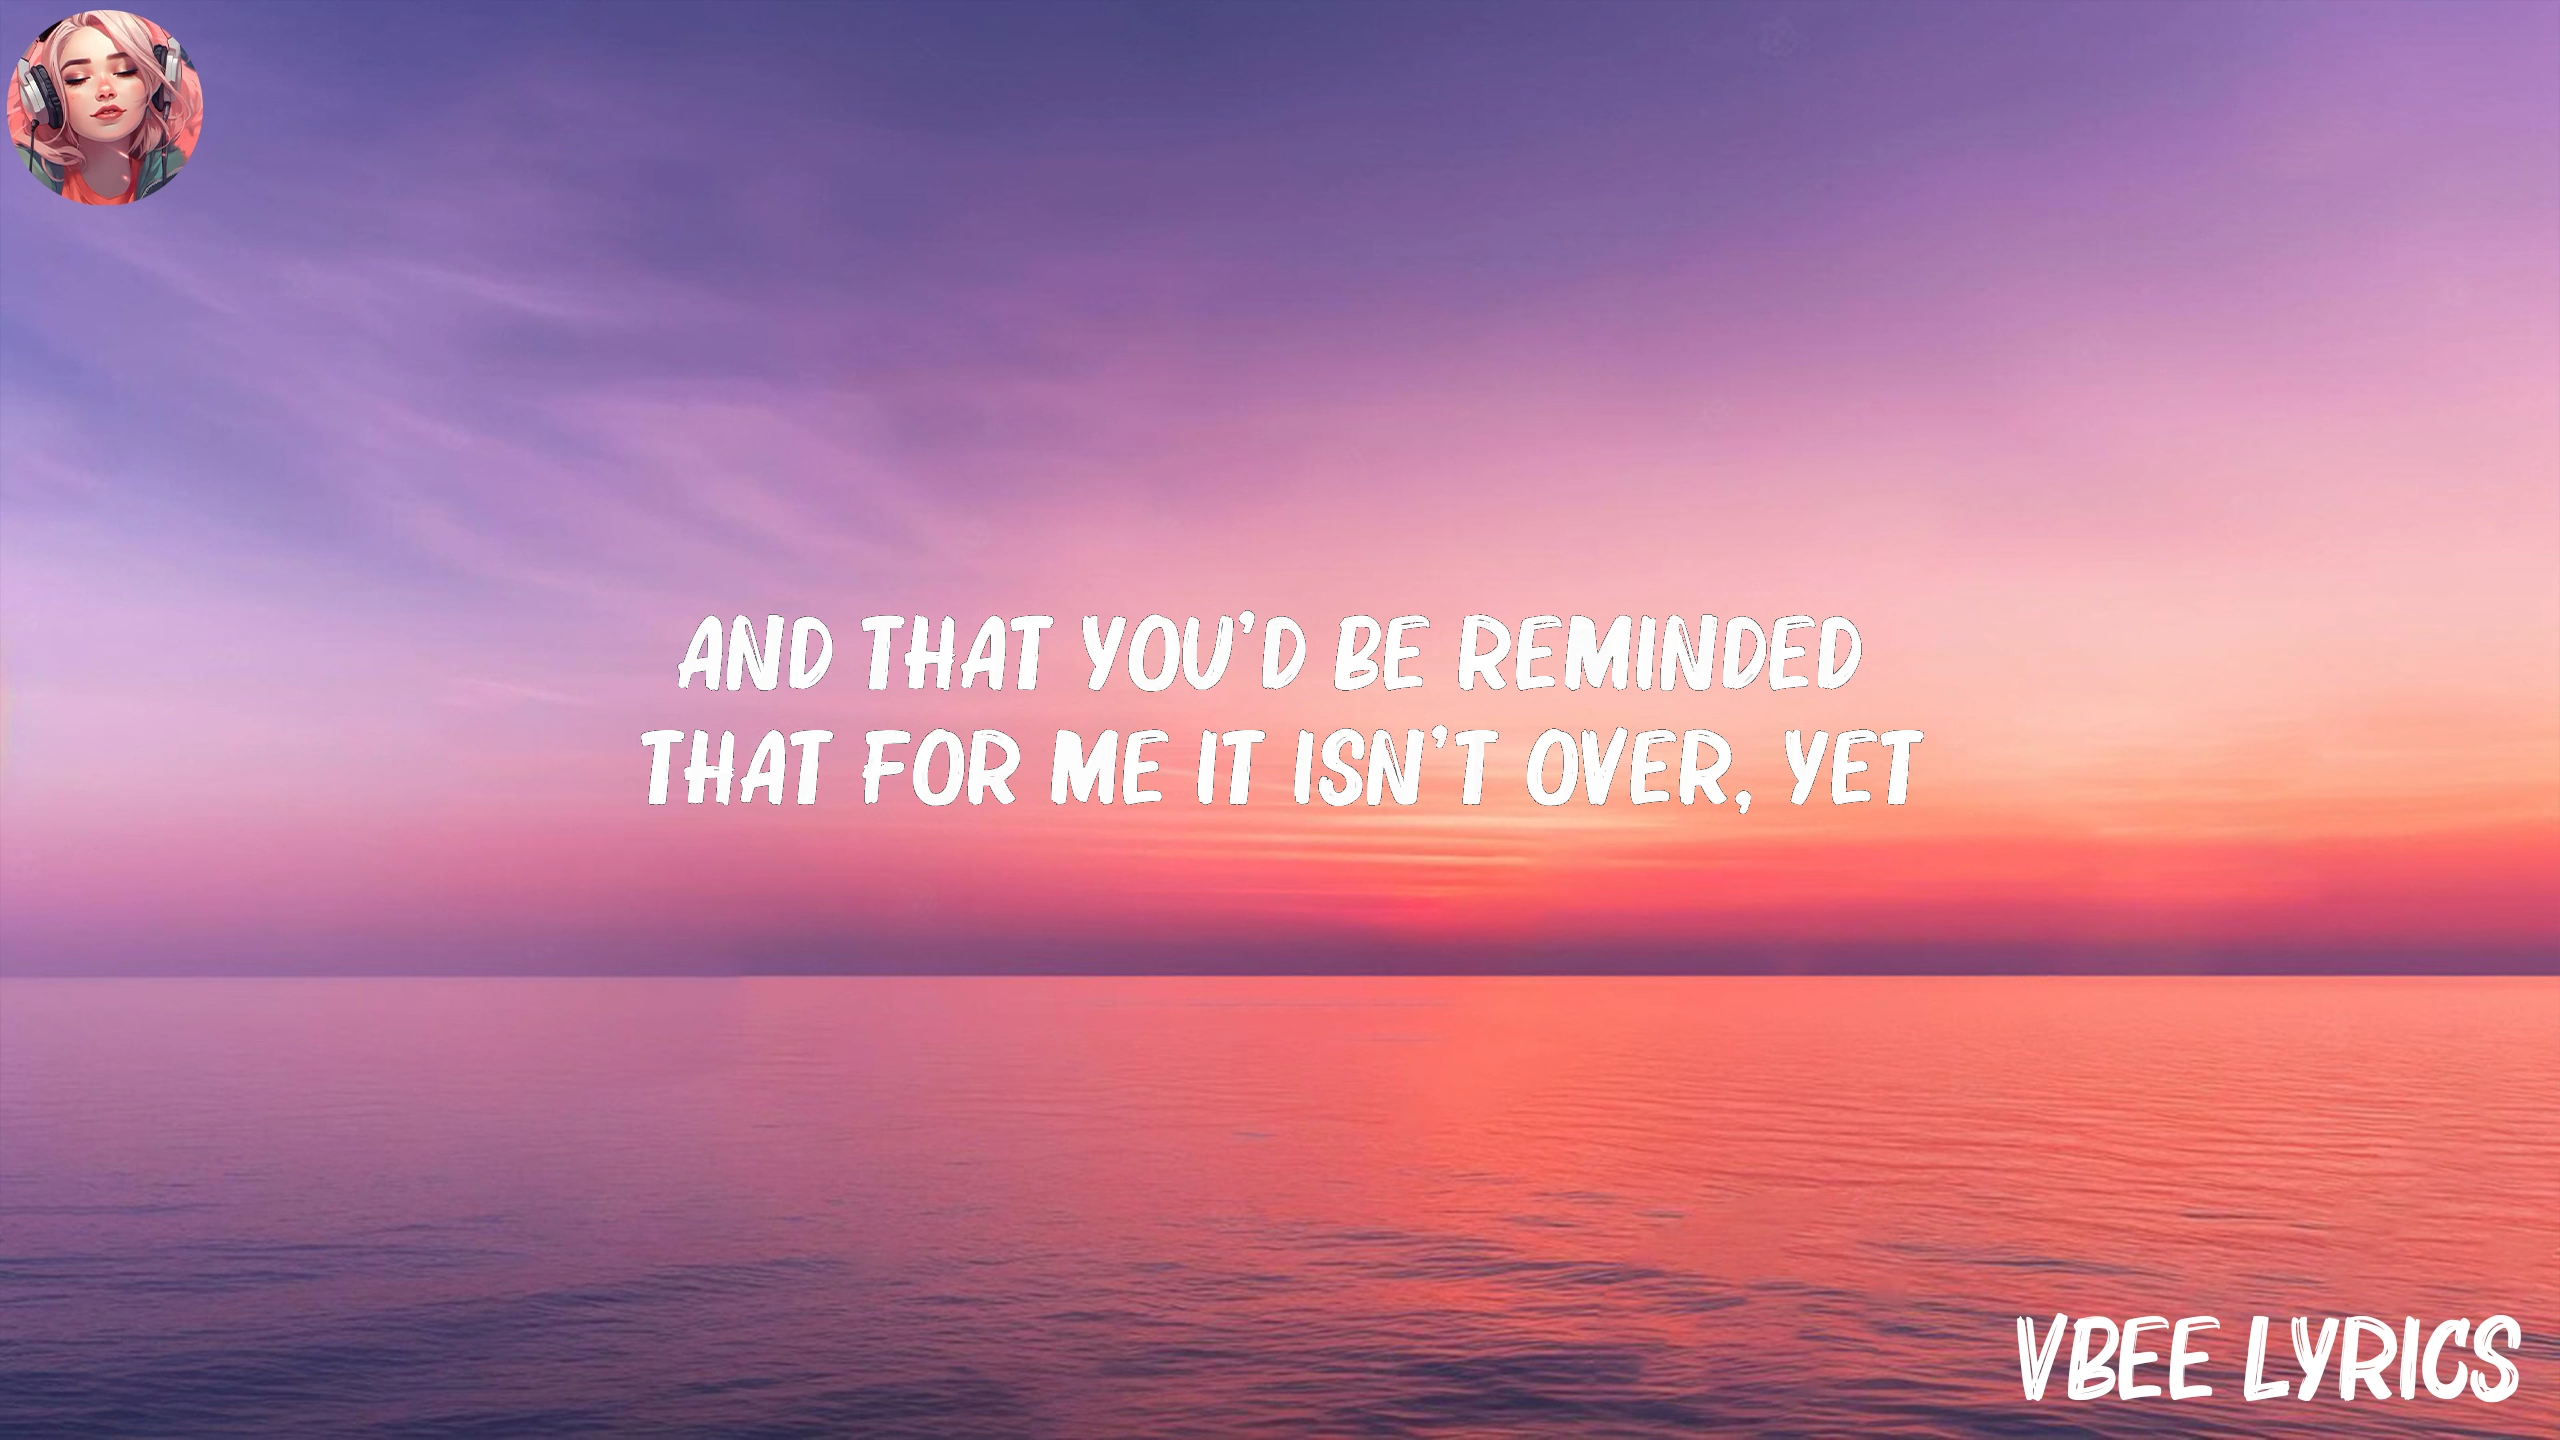 AND THAT YOU'D BE REMINDED
THAT FOR ME IT ISN'T OVER, YET
VBEE LYRICS